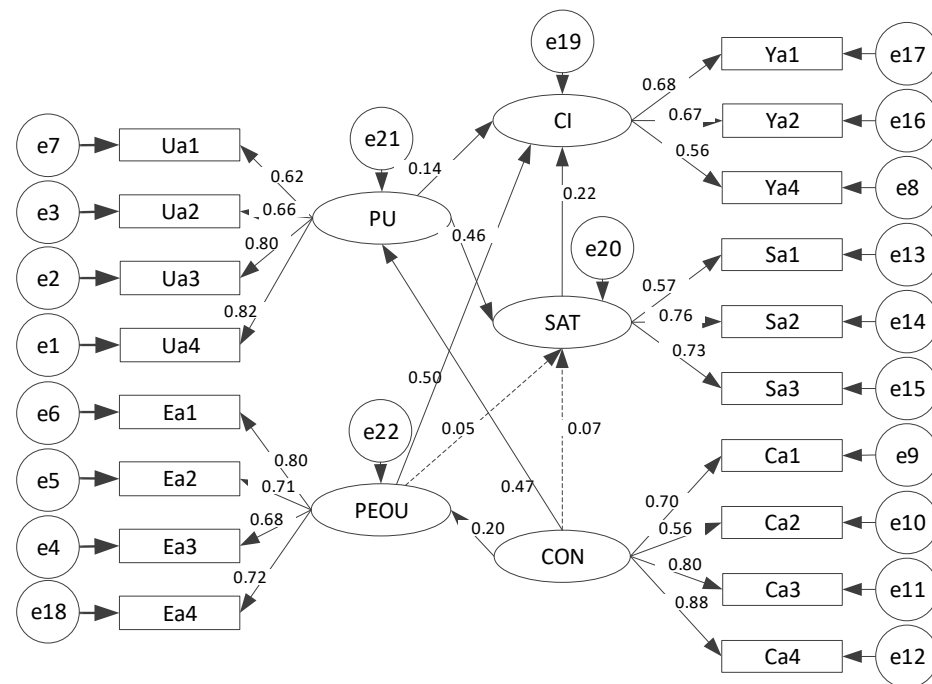 e19
Ya1
e17
0.68
CI
0.67
Ya2
e16
e7
Ua1
e21
0.14
0.56
0.62
Ya4
e8
e3
Ua2
0.66
PU
0.22
0.46
e20
Sa1
e13
0.80
e2
Ua3
0.57
0.82
SAT
0.76
Sa2
e14
e1
Ua4
0.73
0.50
Sa3
e15
e6
Ea1
e22
0.05
0.07
Ca1
e9
0.80
e5
Ea2
0.71
0.47
0.70
PEOU
0.56
Ca2
e10
0.68
0.20
e4
Ea3
CON
0.72
0.80
Ca3
e11
0.88
e18
Ea4
Ca4
e12